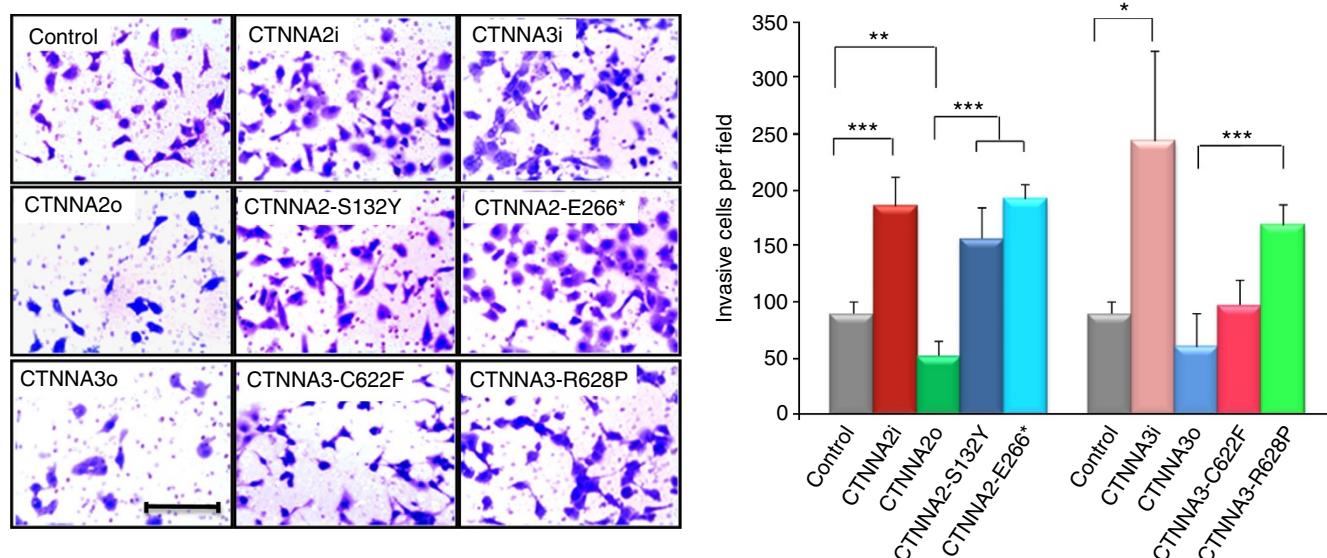 Control
CTNNA2i
CTNNA3i
CTNNA2o
CTNNA2-S132Y
CTNNA2-E266*
CTNNA3o
CTNNA3-C622F
CTNNA3-R628P
Invasive cells per field
350
300
250
200
150
100
50
0
**
***
***
*
***
Control
CTNNA2i
CTNNA2o
CTNNA2-S132Y
CTNNA2-E266*
Control
CTNNA3i
CTNNA3o
CTNNA3-C622F
CTNNA3-R628P